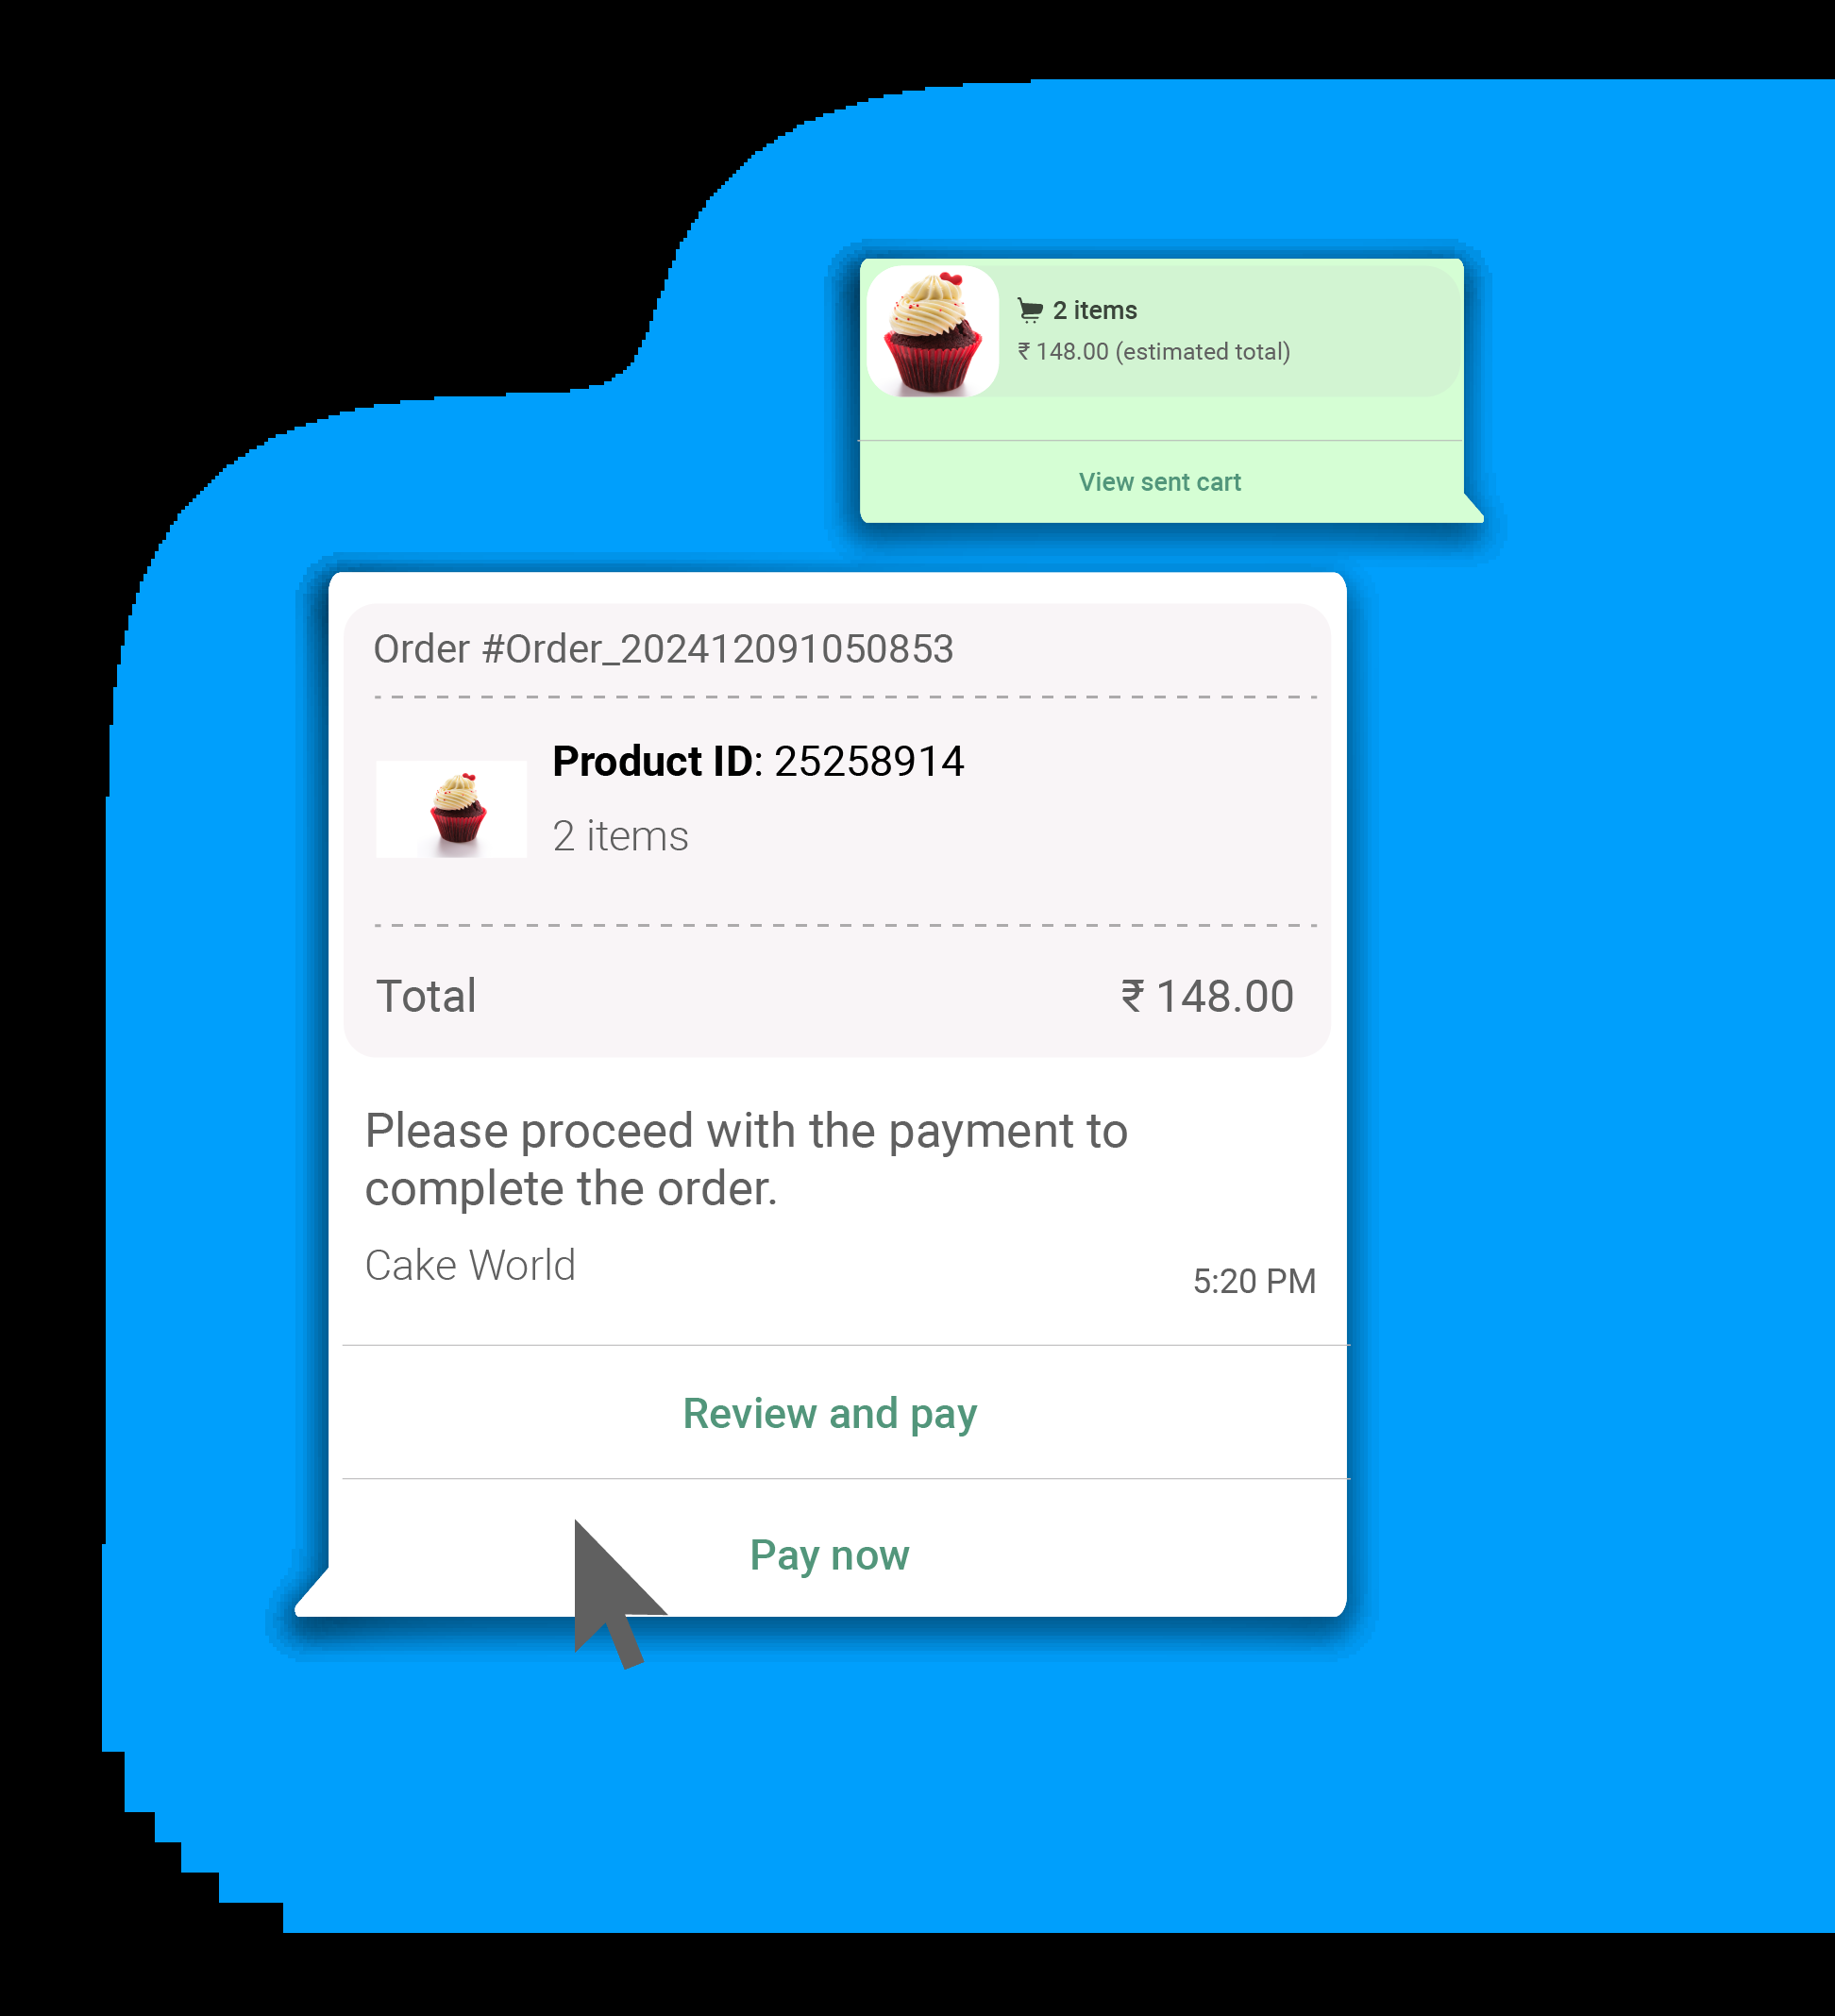 2 items
₹ 148.00 (estimated total)
View sent cart
Order #Order_202412091050853
Product ID: 25258914
2 items
Total ₹ 148.00
Please proceed with the payment to
complete the order.
Cake World
5:20 PM
Review and pay
Pay now